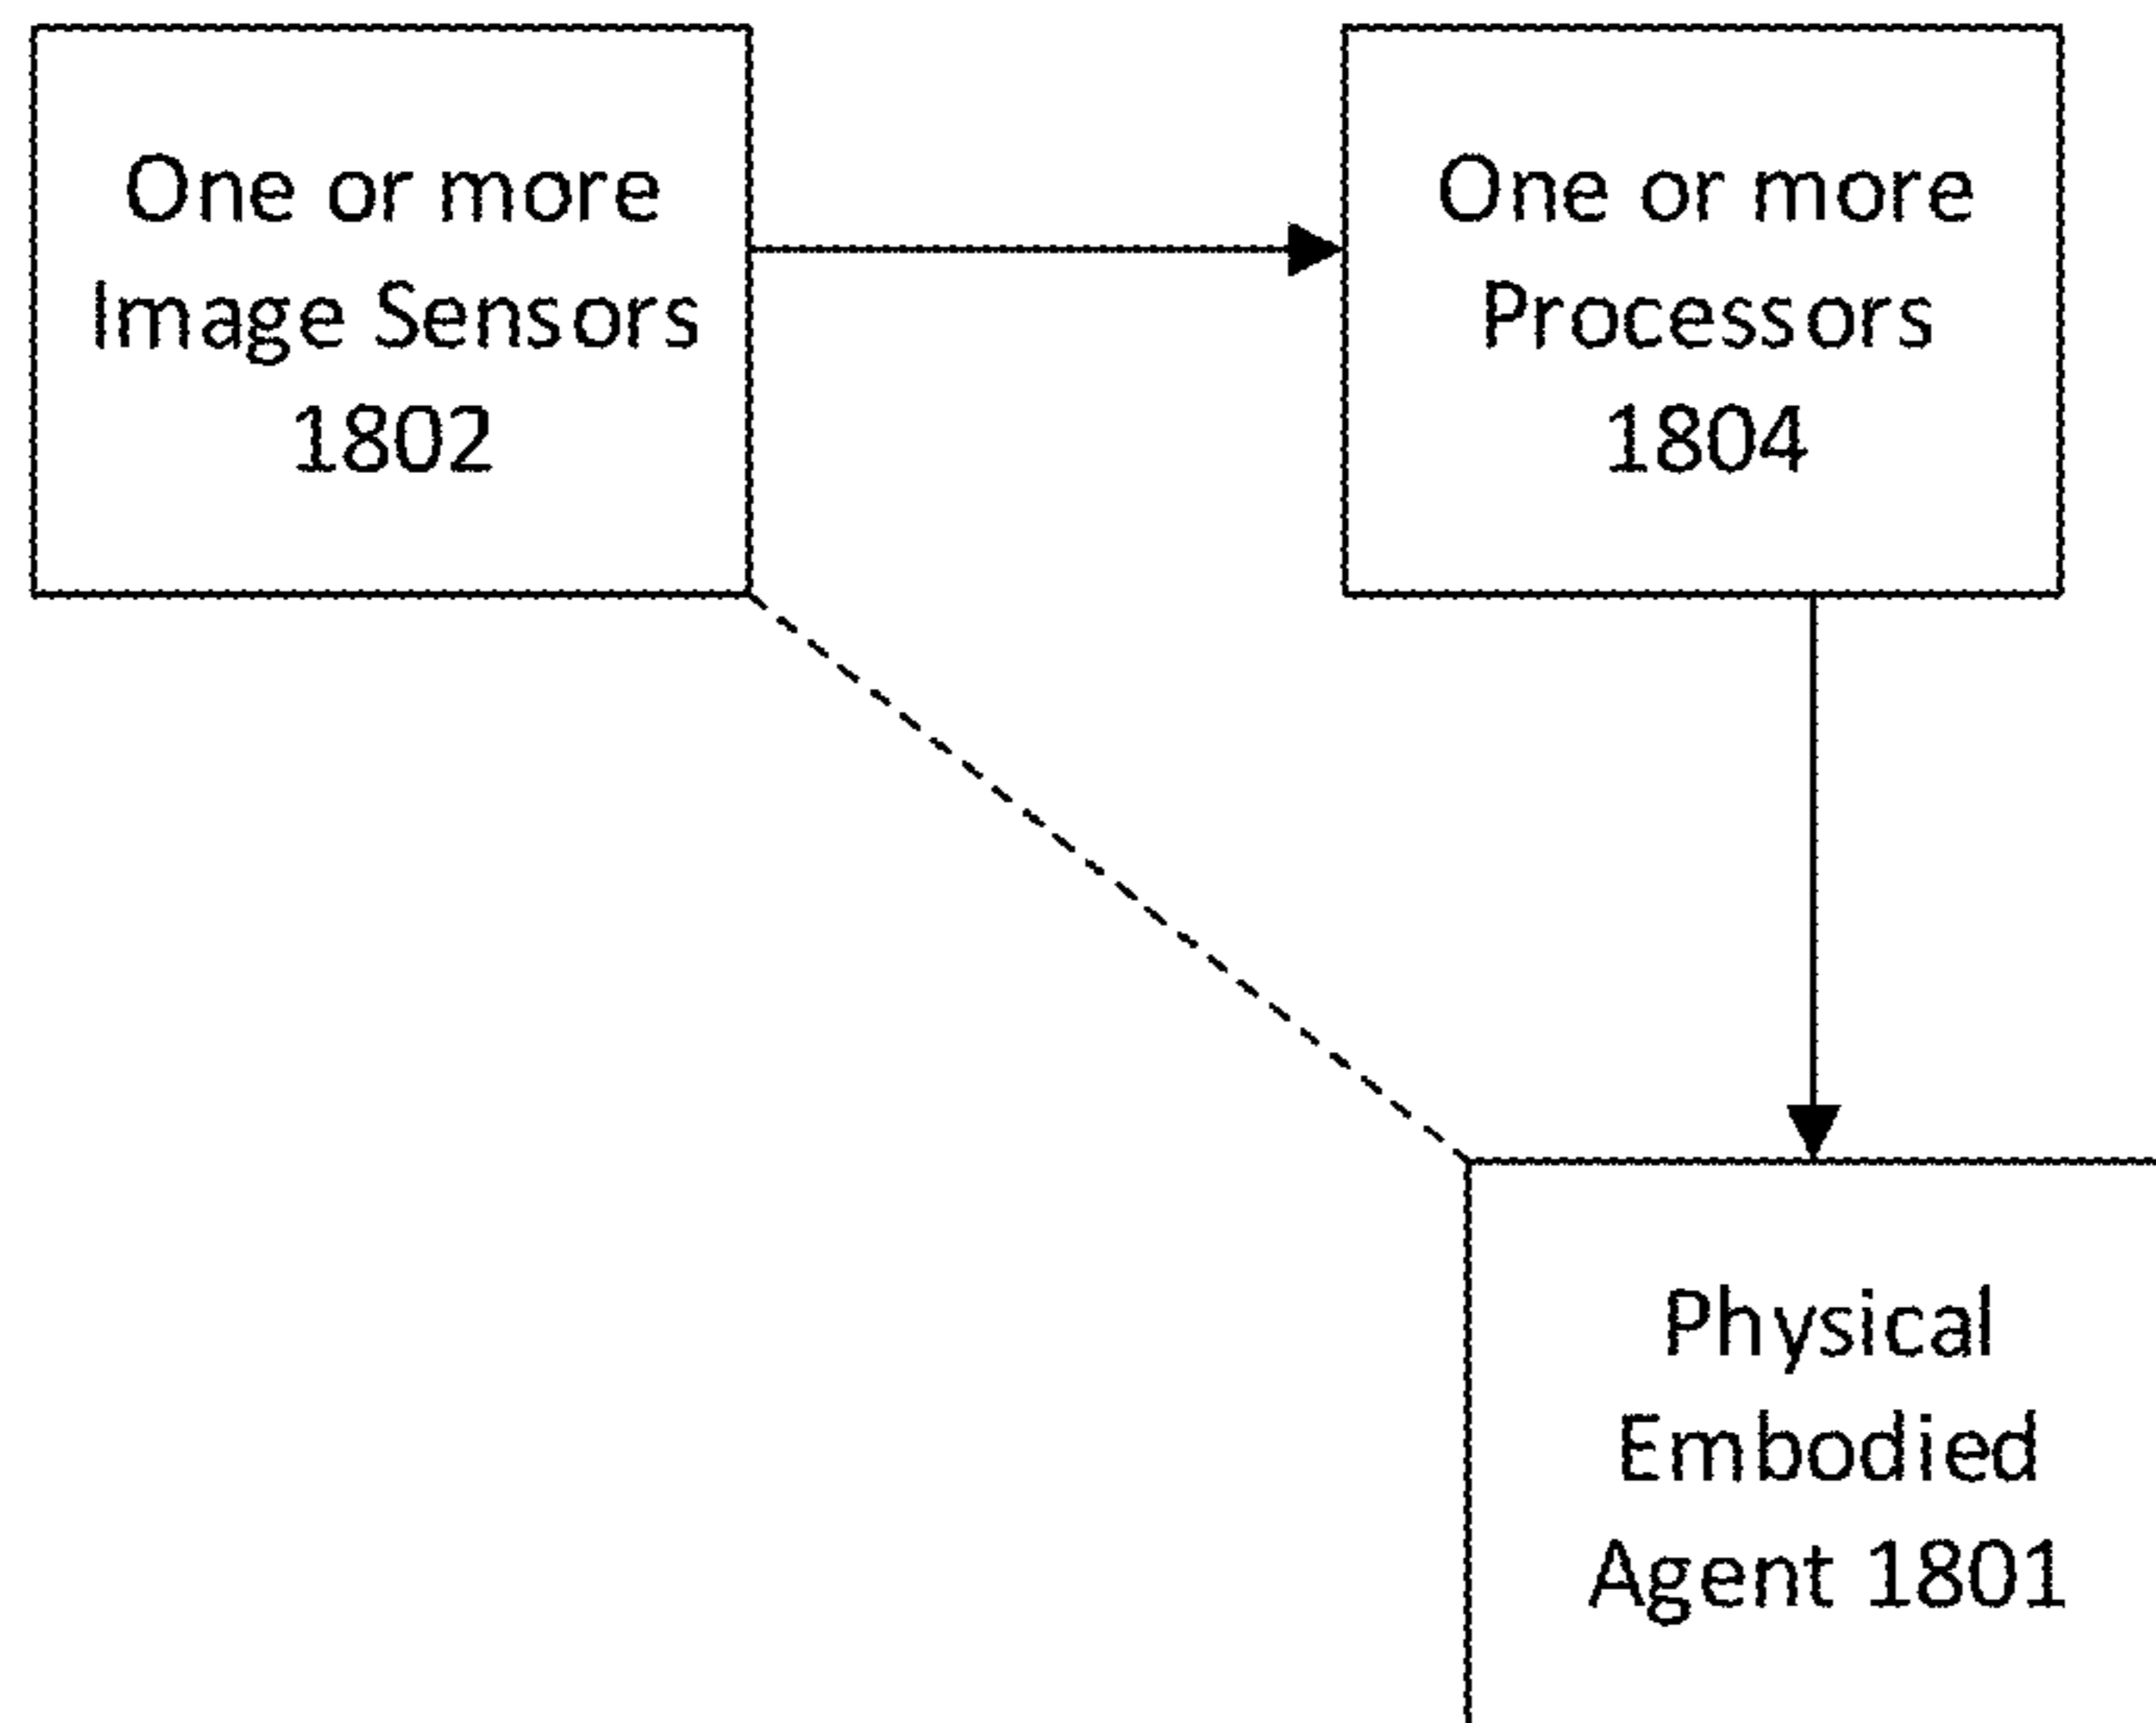 One or more
Image Sensors
1802
One or more
Processors
1804
Physical
Embodied
Agent 1801